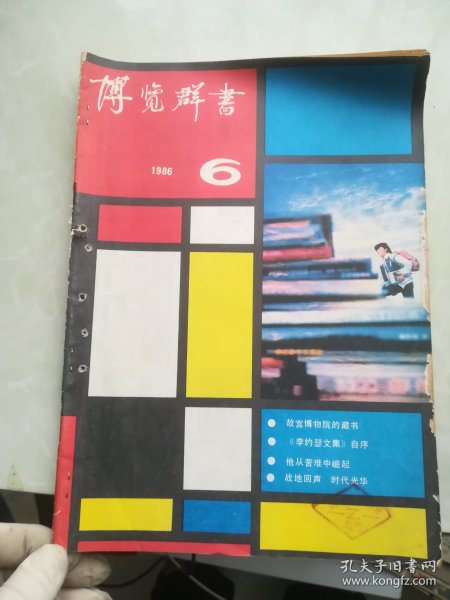 博览群書
1986 6
故宫博物院的藏书
《李约瑟文集》自序
他从苦难中崛起
战地回声 时代光华
孔夫子旧书网
www.kongfz.com